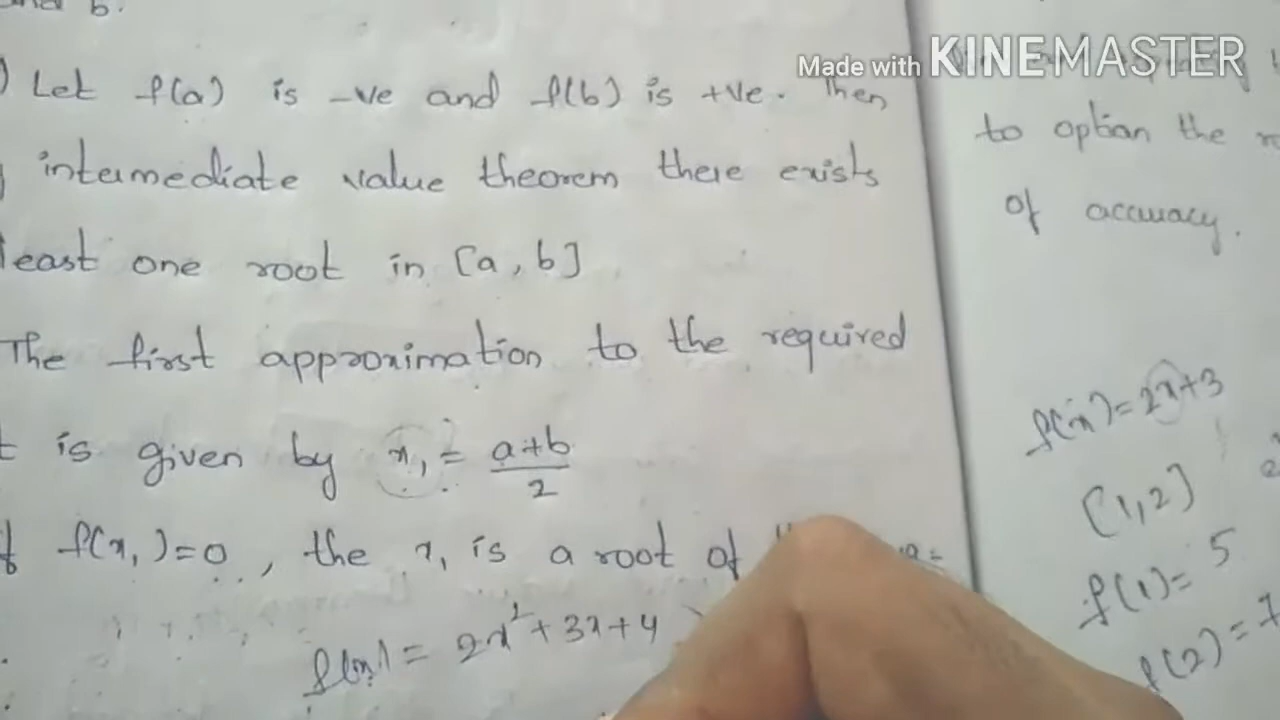 b.
Let f(a) is -ve and f(b) is +ve. Then
intermediate value theorem there exists
least one root in [a, b]
The first approximation to the required
is given by x₁ = a+b/2
f(x₁)=0, the x₁ is a root of
f(x) = 2x²+3x+4
Made with KINEMASTER
to optian the
of accuracy.
f(x)=2x+3
[1,2]
f(1)= 5
f(2)=7